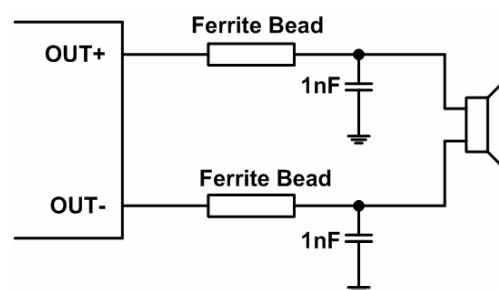 Ferrite Bead
OUT+
1nF
Ferrite Bead
OUT-
1nF